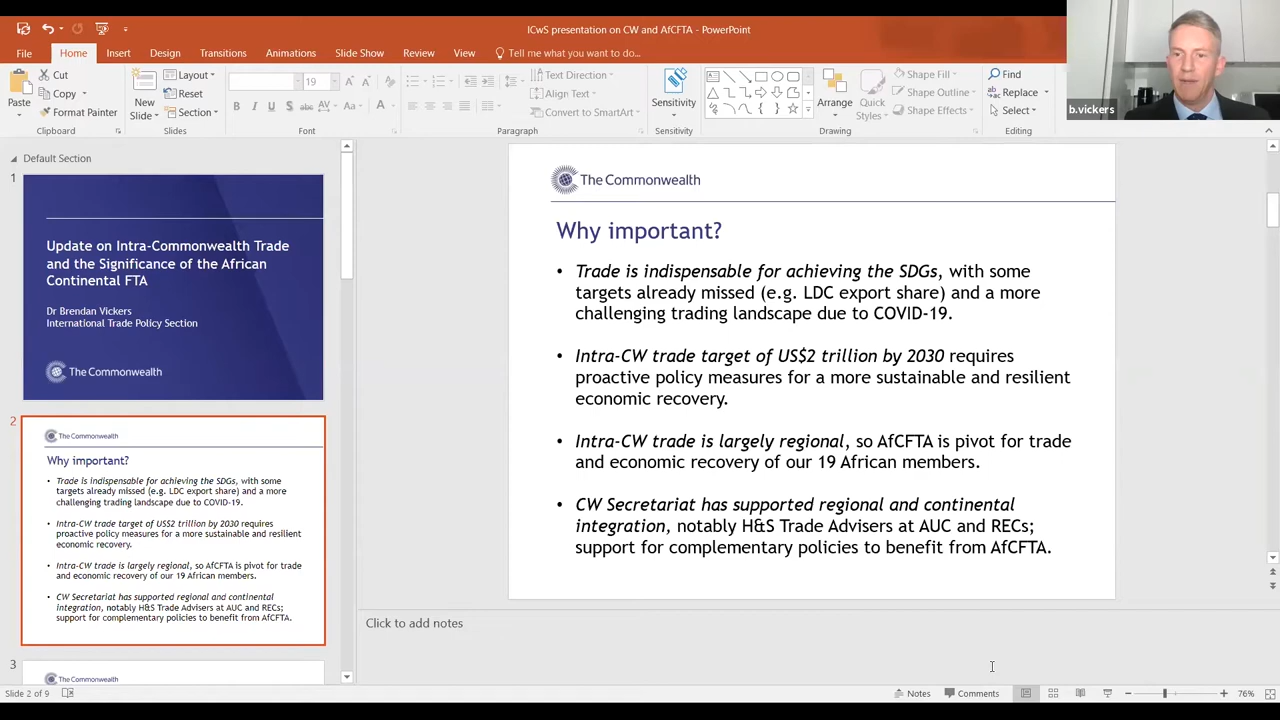 ICwS presentation on CW and AfCFTA - PowerPoint
File Home Insert Design Transitions Animations Slide Show Review View Tell me what you want to do...
Paste
Cut
Copy
Format Painter
Clipboard
New
Slide
Layout
Reset
Section
Slides
19
B I U S abc AV Aa A
Font
Text Direction
Align Text
Convert to SmartArt
Paragraph
Sensitivity
Sensitivity
Arrange
Quick
Styles
Shape Fill
Shape Outline
Shape Effects
Drawing
Find
Replace
Select
Editing
b.vickers
Default Section
1
Update on Intra-Commonwealth Trade
and the Significance of the African
Continental FTA
Dr Brendan Vickers
International Trade Policy Section
The Commonwealth
2
The Commonwealth
Why important?
• Trade is indispensable for achieving the SDGs, with some
targets already missed (e.g. LDC export share) and a more
challenging trading landscape due to COVID-19.
• Intra-CW trade target of US$2 trillion by 2030 requires
proactive policy measures for a more sustainable and resilient
economic recovery.
• Intra-CW trade is largely regional, so AfCFTA is pivot for trade
and economic recovery of our 19 African members.
• CW Secretariat has supported regional and continental
integration, notably H&S Trade Advisers at AUC and RECs;
support for complementary policies to benefit from AfCFTA.
3
The Commonwealth
The Commonwealth
Why important?
• Trade is indispensable for achieving the SDGs, with some
targets already missed (e.g. LDC export share) and a more
challenging trading landscape due to COVID-19.
• Intra-CW trade target of US$2 trillion by 2030 requires
proactive policy measures for a more sustainable and resilient
economic recovery.
• Intra-CW trade is largely regional, so AfCFTA is pivot for trade
and economic recovery of our 19 African members.
• CW Secretariat has supported regional and continental
integration, notably H&S Trade Advisers at AUC and RECs;
support for complementary policies to benefit from AfCFTA.
Click to add notes
Slide 2 of 9
Notes Comments 76%